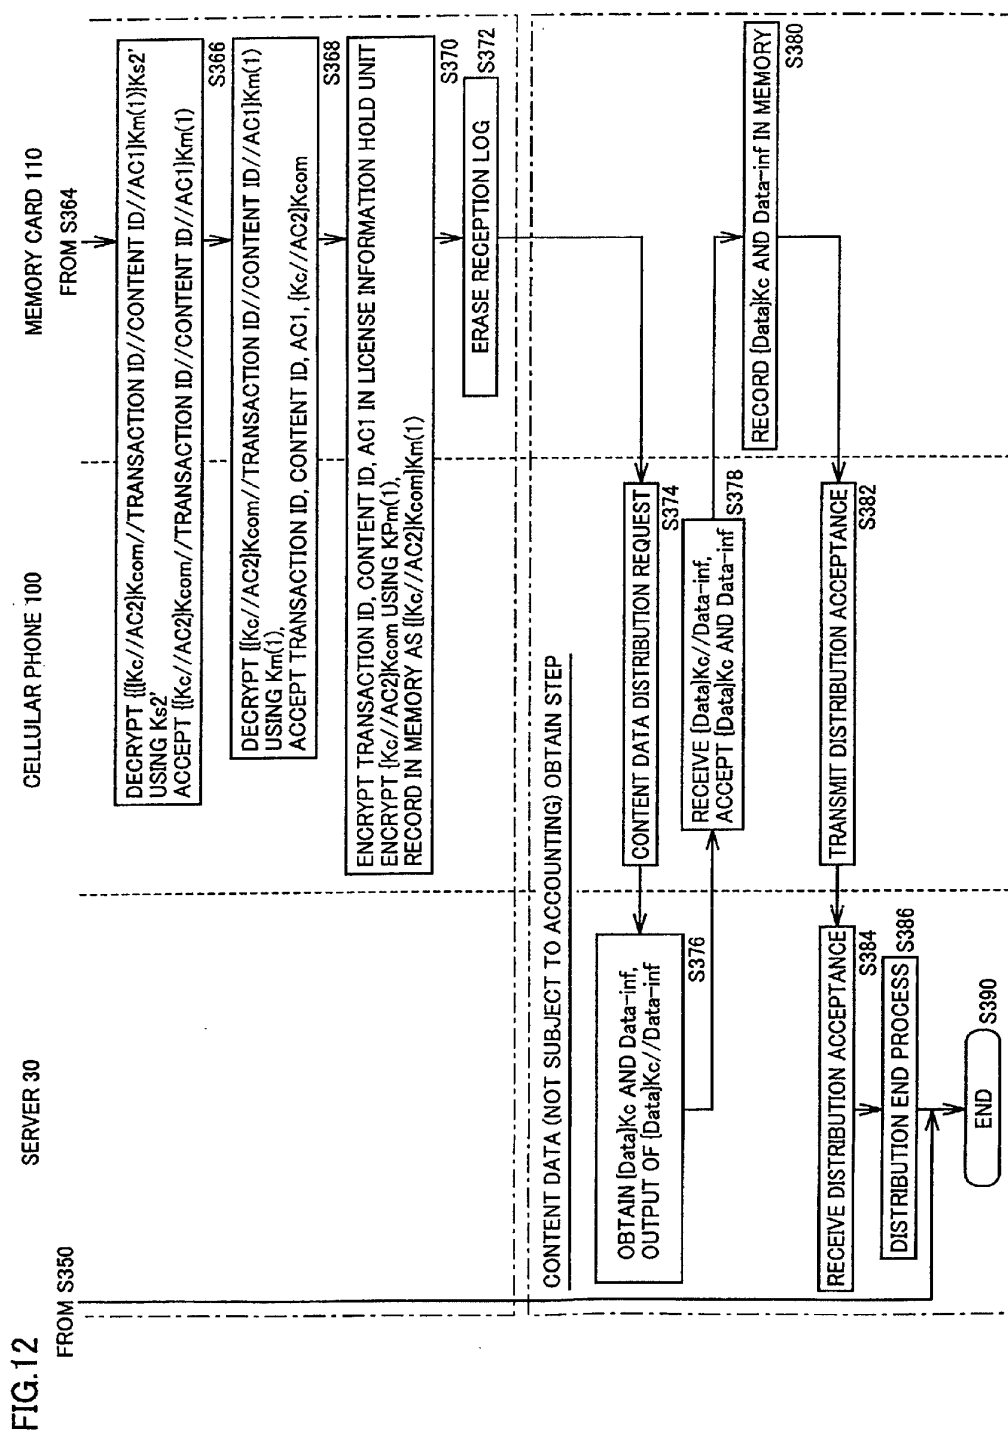 FIG.12
SERVER 30
CELLULAR PHONE 100
MEMORY CARD 110
FROM S350
FROM S364
DECRYPT {{{Kc//AC2}Kcom//TRANSACTION ID//CONTENT ID//AC1}Km(1)}Ks2'
USING Ks2'
ACCEPT {{Kc//AC2}Kcom//TRANSACTION ID//CONTENT ID//AC1}Km(1)
S366
DECRYPT {{Kc//AC2}Kcom//TRANSACTION ID//CONTENT ID//AC1}Km(1)
USING Km(1),
ACCEPT TRANSACTION ID, CONTENT ID, AC1, {Kc//AC2}Kcom
S368
ENCRYPT TRANSACTION ID, CONTENT ID, AC1 IN LICENSE INFORMATION HOLD UNIT
ENCRYPT {Kc//AC2}Kcom USING KPm(1),
RECORD IN MEMORY AS {{Kc//AC2}Kcom}Km(1)
S370
ERASE RECEPTION LOG
S372
CONTENT DATA (NOT SUBJECT TO ACCOUNTING) OBTAIN STEP
CONTENT DATA DISTRIBUTION REQUEST
S374
OBTAIN {Data}Kc AND Data-inf,
OUTPUT OF {Data}Kc//Data-inf
S376
RECEIVE {Data}Kc//Data-inf,
ACCEPT {Data}Kc AND Data-inf
S378
RECORD {Data}Kc AND Data-inf IN MEMORY
S380
TRANSMIT DISTRIBUTION ACCEPTANCE
S382
RECEIVE DISTRIBUTION ACCEPTANCE
S384
DISTRIBUTION END PROCESS
S386
END
S390